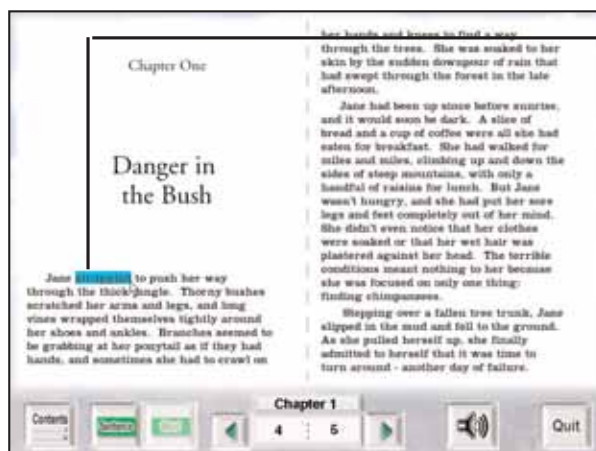 Chapter One
Danger in
the Bush
Jane to push her way
through the thick jungle. Thorny bushes
scratched her arms and legs, and long
vines wrapped themselves tightly around
her shoes and ankles. Branches seemed to
be grabbing at her ponytail as if they had
hands, and sometimes she had to crawl on
her hands and knees to find a way
through the trees. She was soaked to her
skin by the sudden downpour of rain that
had swept through the forest in the late
afternoon.
Jane had been up since before sunrise,
and it would soon be dark. A slice of
bread and a cup of coffee were all she had
eaten for breakfast. She had walked for
miles and miles, climbing up and down the
sides of steep mountains, with only a
handful of raisins for lunch. But Jane
wasn't hungry, and she had put her sore
legs and feet completely out of her mind.
She didn't even notice that her clothes
were soaked or that her wet hair was
plastered against her head. The terrible
conditions meant nothing to her because
she was focused on only one thing:
finding chimpanzees.
Stepping over a fallen tree trunk, Jane
slipped in the mud and fell to the ground.
As she pulled herself up, she finally
admitted to herself that it was time to
turn around - another day of failure.
Contents
Sentence
Chapter 1
4 : 5
Quit